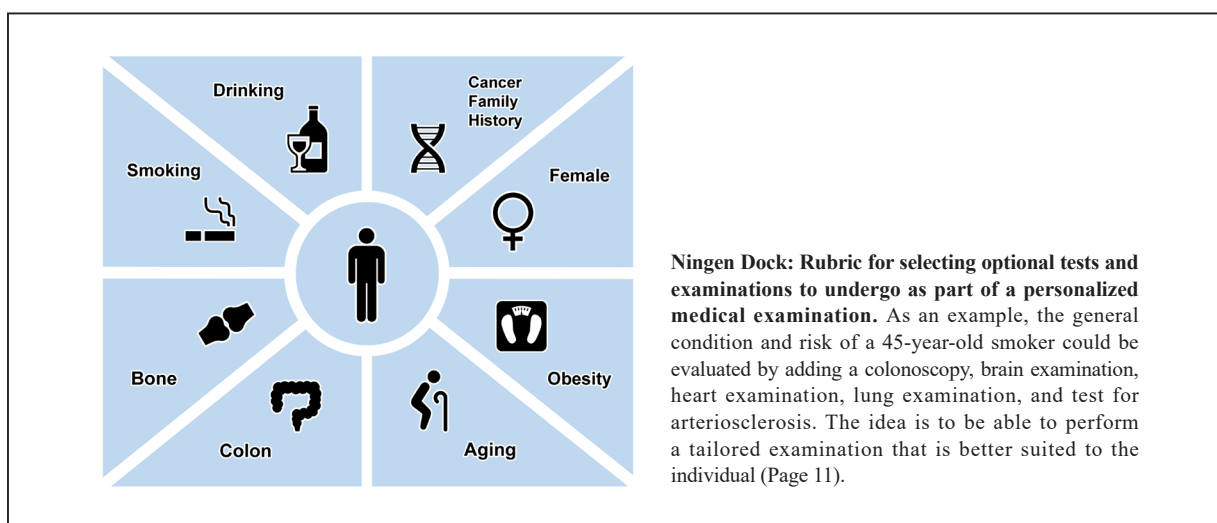 Drinking
Cancer
Family
History
Smoking
Female
Bone
Obesity
Colon
Aging
Ningen Dock: Rubric for selecting optional tests and
examinations to undergo as part of a personalized
medical examination. As an example, the general
condition and risk of a 45-year-old smoker could be
evaluated by adding a colonoscopy, brain examination,
heart examination, lung examination, and test for
arteriosclerosis. The idea is to be able to perform
a tailored examination that is better suited to the
individual (Page 11).